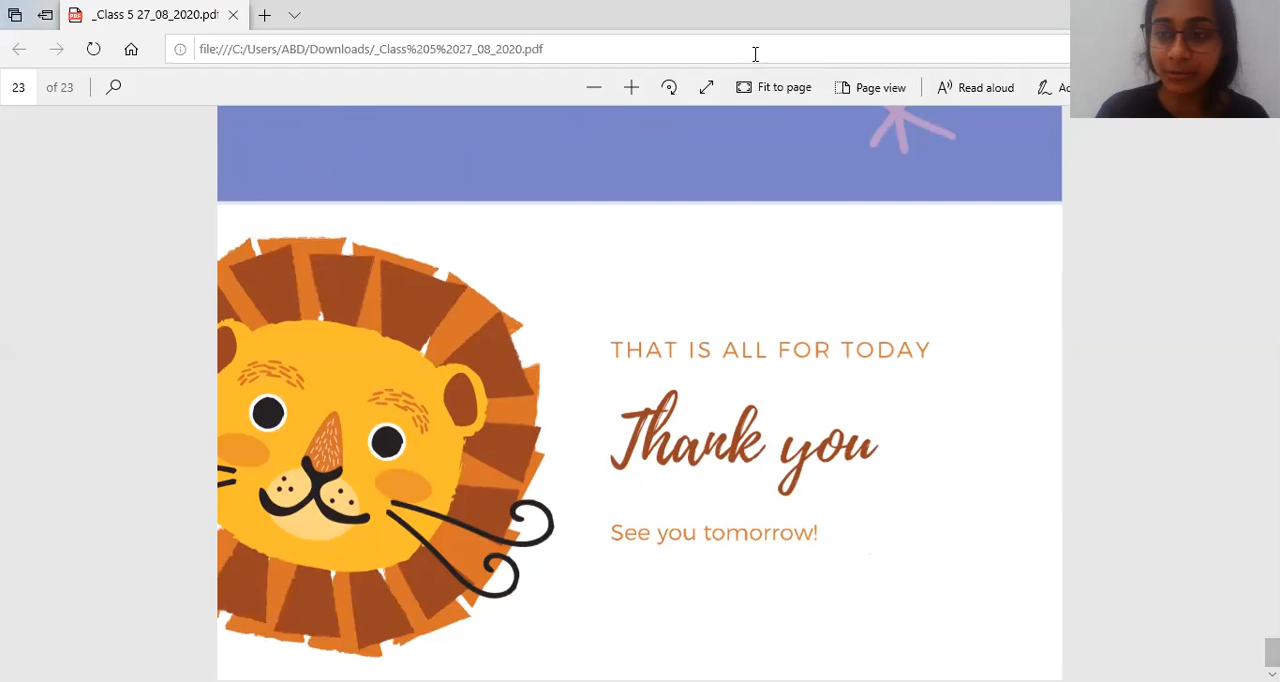 _Class 5 27_08_2020.pdf
file:///C:/Users/ABD/Downloads/_Class%205%2027_08_2020.pdf
23 of 23
Fit to page
Page view
Read aloud
THAT IS ALL FOR TODAY
Thank you
See you tomorrow!